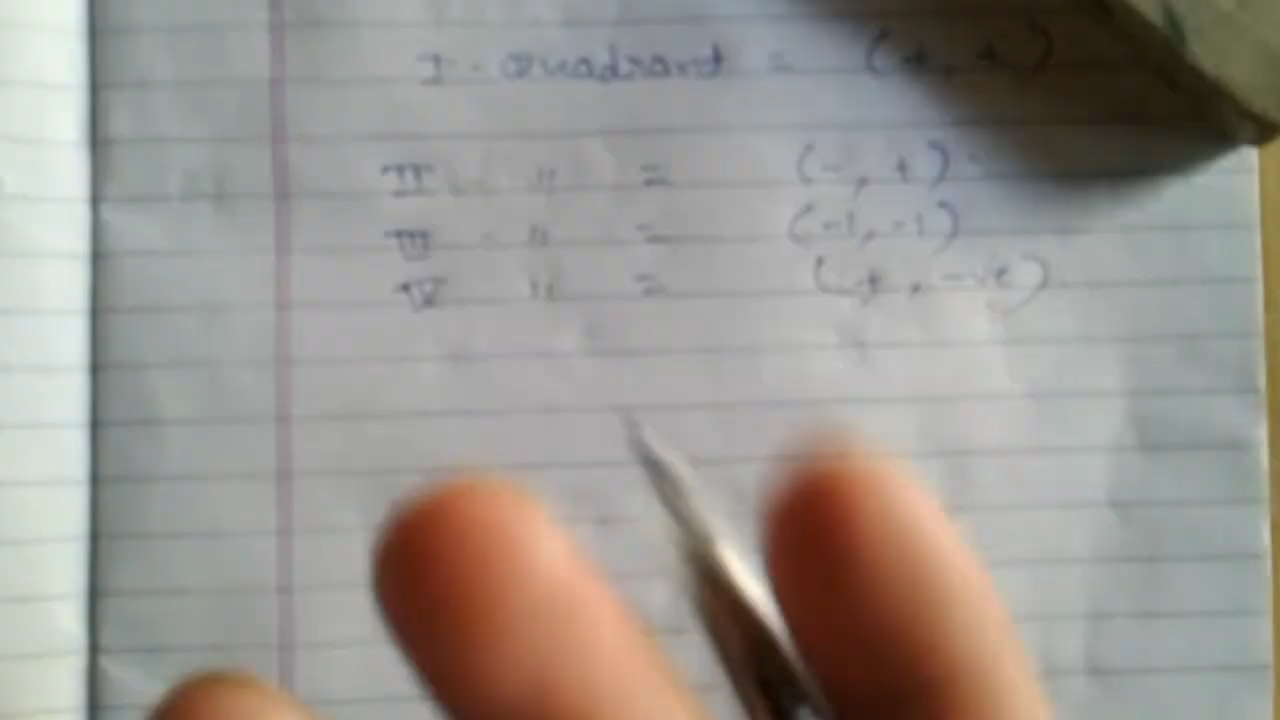 I. quadrant = (+, +)
II " = (-, +)
III " = (-1, -1)
IV " = (+, -ve)